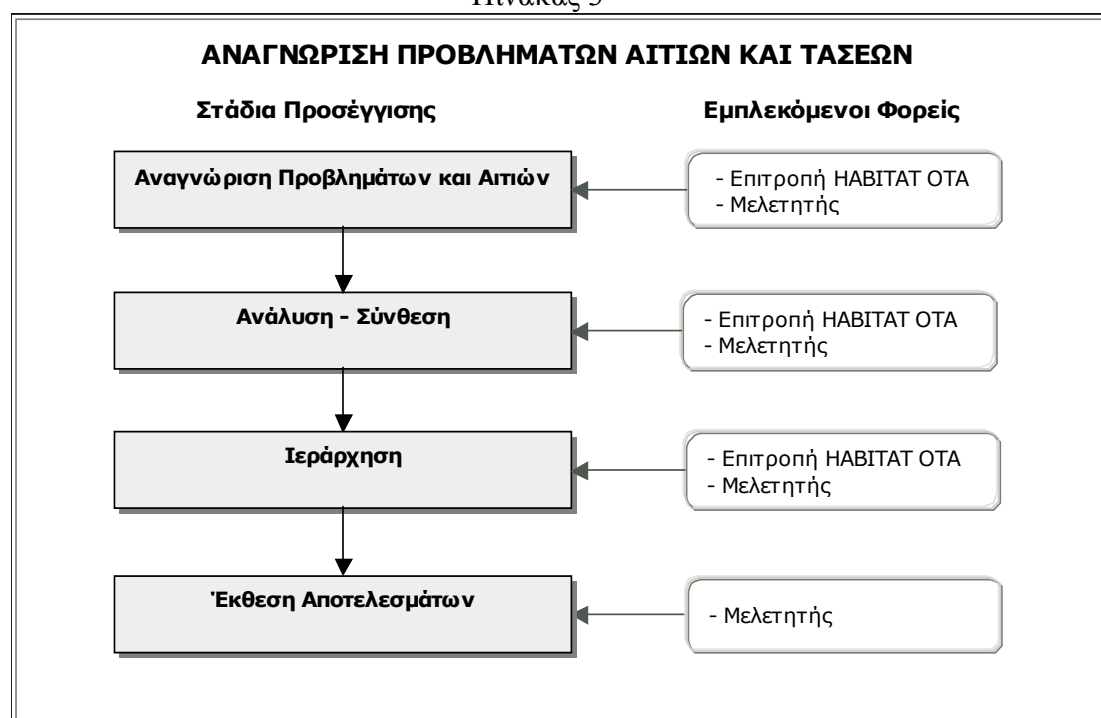 ΑΝΑΓΝΩΡΙΣΗ ΠΡΟΒΛΗΜΑΤΩΝ ΑΙΤΙΩΝ ΚΑΙ ΤΑΣΕΩΝ
Στάδια Προσέγγισης
Εμπλεκόμενοι Φορείς
Αναγνώριση Προβλημάτων και Αιτιών
- Επιτροπή HABITAT ΟΤΑ
- Μελετητής
Ανάλυση - Σύνθεση
- Επιτροπή HABITAT ΟΤΑ
- Μελετητής
Ιεράρχηση
- Επιτροπή HABITAT ΟΤΑ
- Μελετητής
Έκθεση Αποτελεσμάτων
- Μελετητής